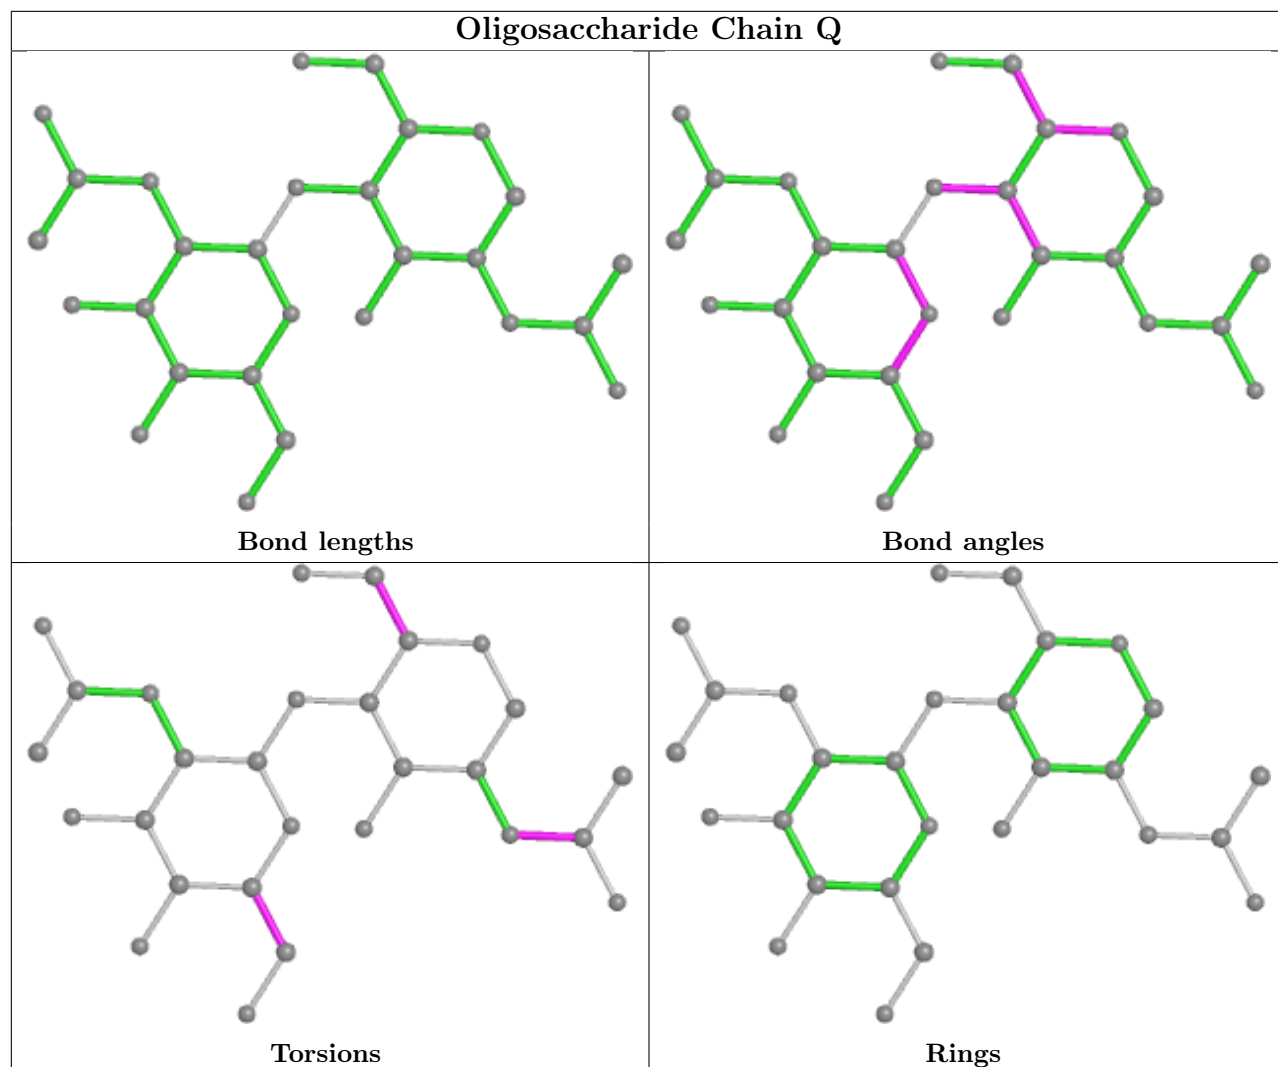 Oligosaccharide Chain Q
Bond lengths
Bond angles
Torsions
Rings